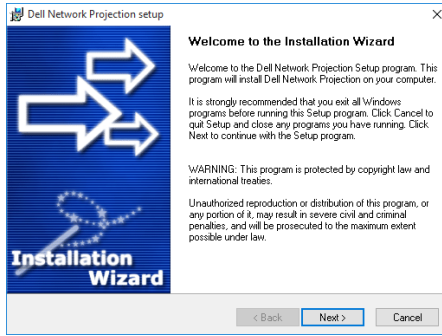 Dell Network Projection setup
Welcome to the Installation Wizard
Welcome to the Dell Network Projection Setup program. This
program will install Dell Network Projection on your computer.
It is strongly recommended that you exit all Windows
programs before running this Setup program. Click Cancel to
quit Setup and close any programs you have running. Click
Next to continue with the Setup program.
WARNING: This program is protected by copyright law and
international treaties.
Unauthorized reproduction or distribution of this program, or
any portion of it, may result in severe civil and criminal
penalties, and will be prosecuted to the maximum extent
possible under law.
Installation
Wizard
< Back
Next >
Cancel